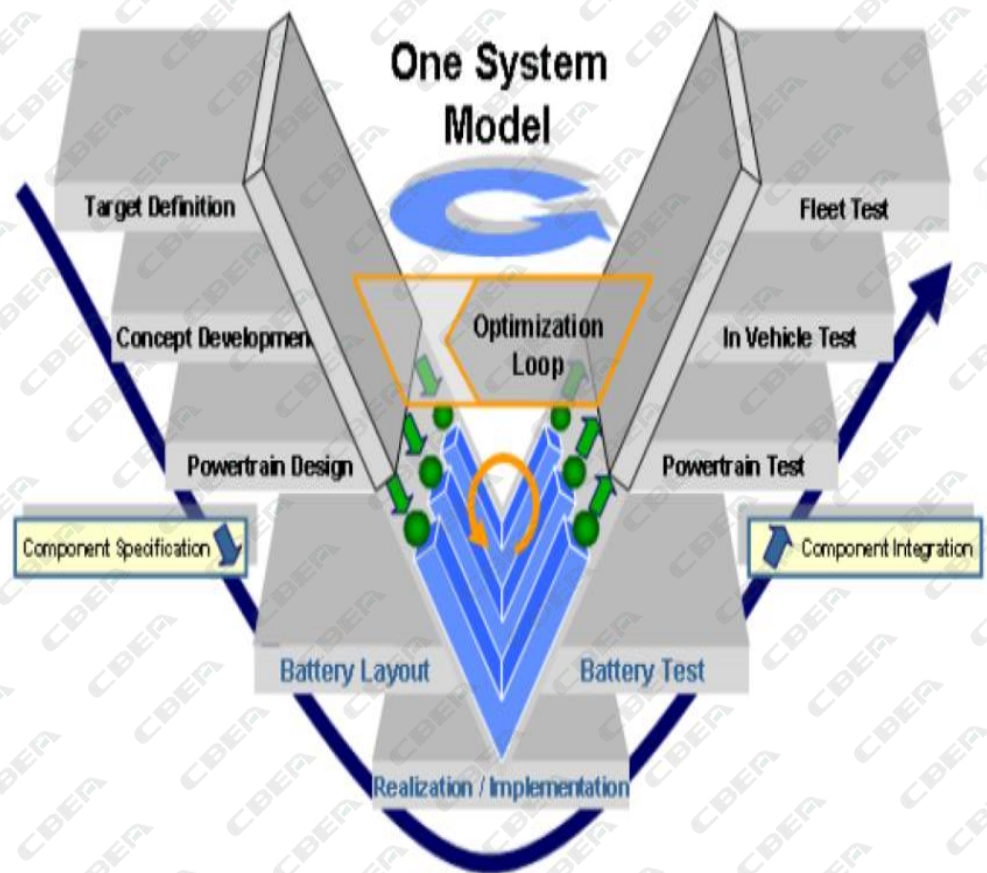 One System
Model
Target Definition
Fleet Test
Concept Developmen
Optimization
Loop
In Vehicle Test
Powertrain Design
Powertrain Test
Component Specification
Component Integration
Battery Layout
Battery Test
Realization / Implementation
CBEA